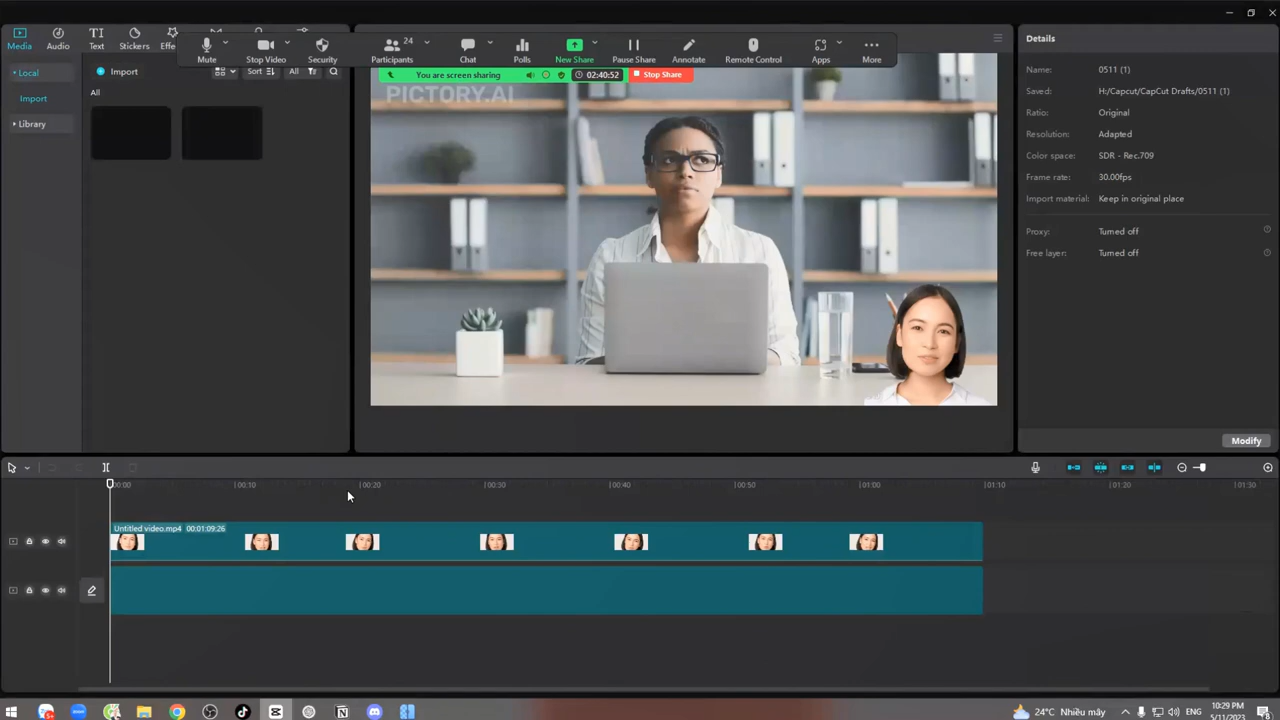 Media
Audio
Text
Stickers
Effe
Mute
Stop Video
Security
Participants
24
Chat
Polls
New Share
Pause Share
Annotate
Remote Control
Apps
More
You are screen sharing
02:40:52
Stop Share
Local
Import
Library
Import
Sort
All
All
PICTORY.AI
Details
Name: 0511 (1)
Saved: H:/Capcut/CapCut Drafts/0511 (1)
Ratio: Original
Resolution: Adapted
Color space: SDR - Rec.709
Frame rate: 30.00fps
Import material: Keep in original place
Proxy: Turned off
Free layer: Turned off
Modify
00:00 00:10 00:20 00:30 00:40 00:50 01:00 01:10 01:20 01:30
Untitled video.mp4 00:01:09:26
24°C Nhiều mây
ENG
10:29 PM
5/11/2023